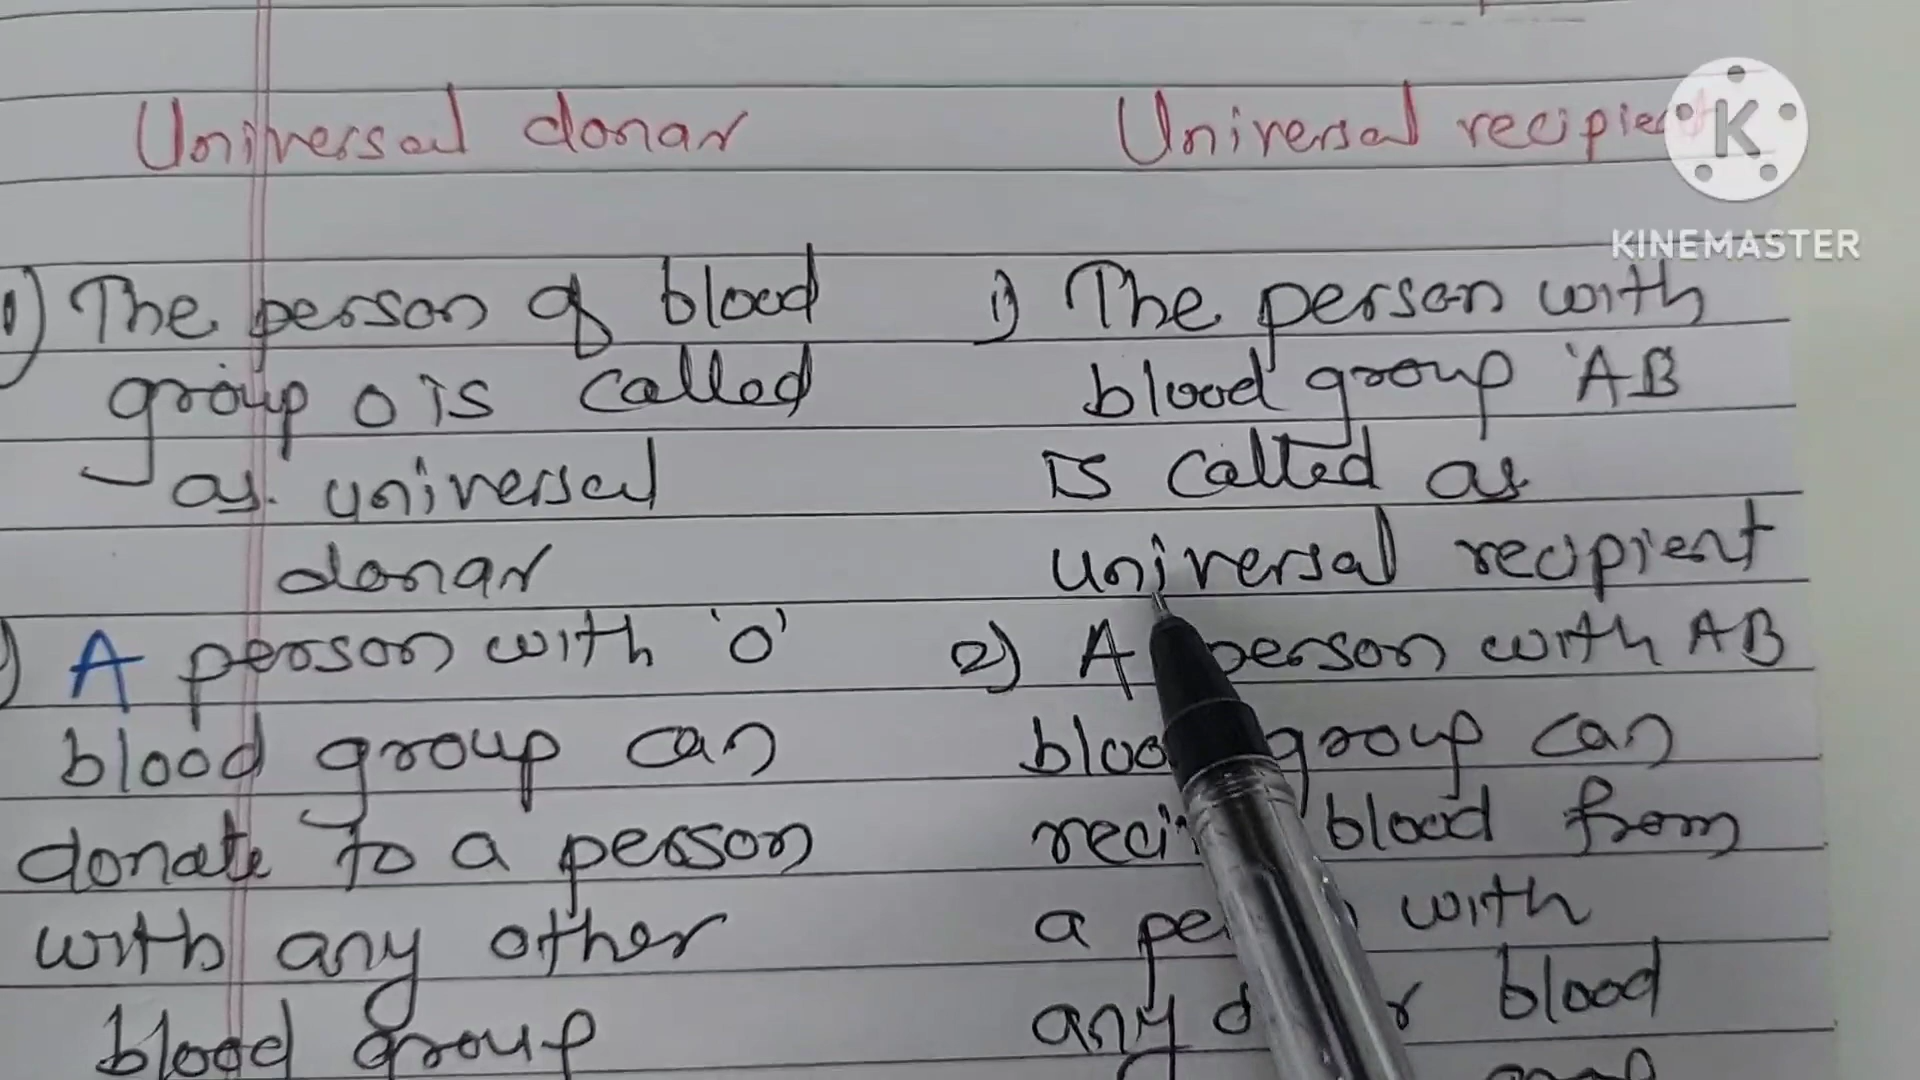 Universal donar
Universal recipient
KINEMASTER
1) The person of blood
group o is called
as. universal
donar
) A person with 'o'
blood group can
donate to a person
with any other
blood group
1) The person with
blood group 'AB
is called as
universal recipient
2) A person with AB
group can
blood from
a with
any blood